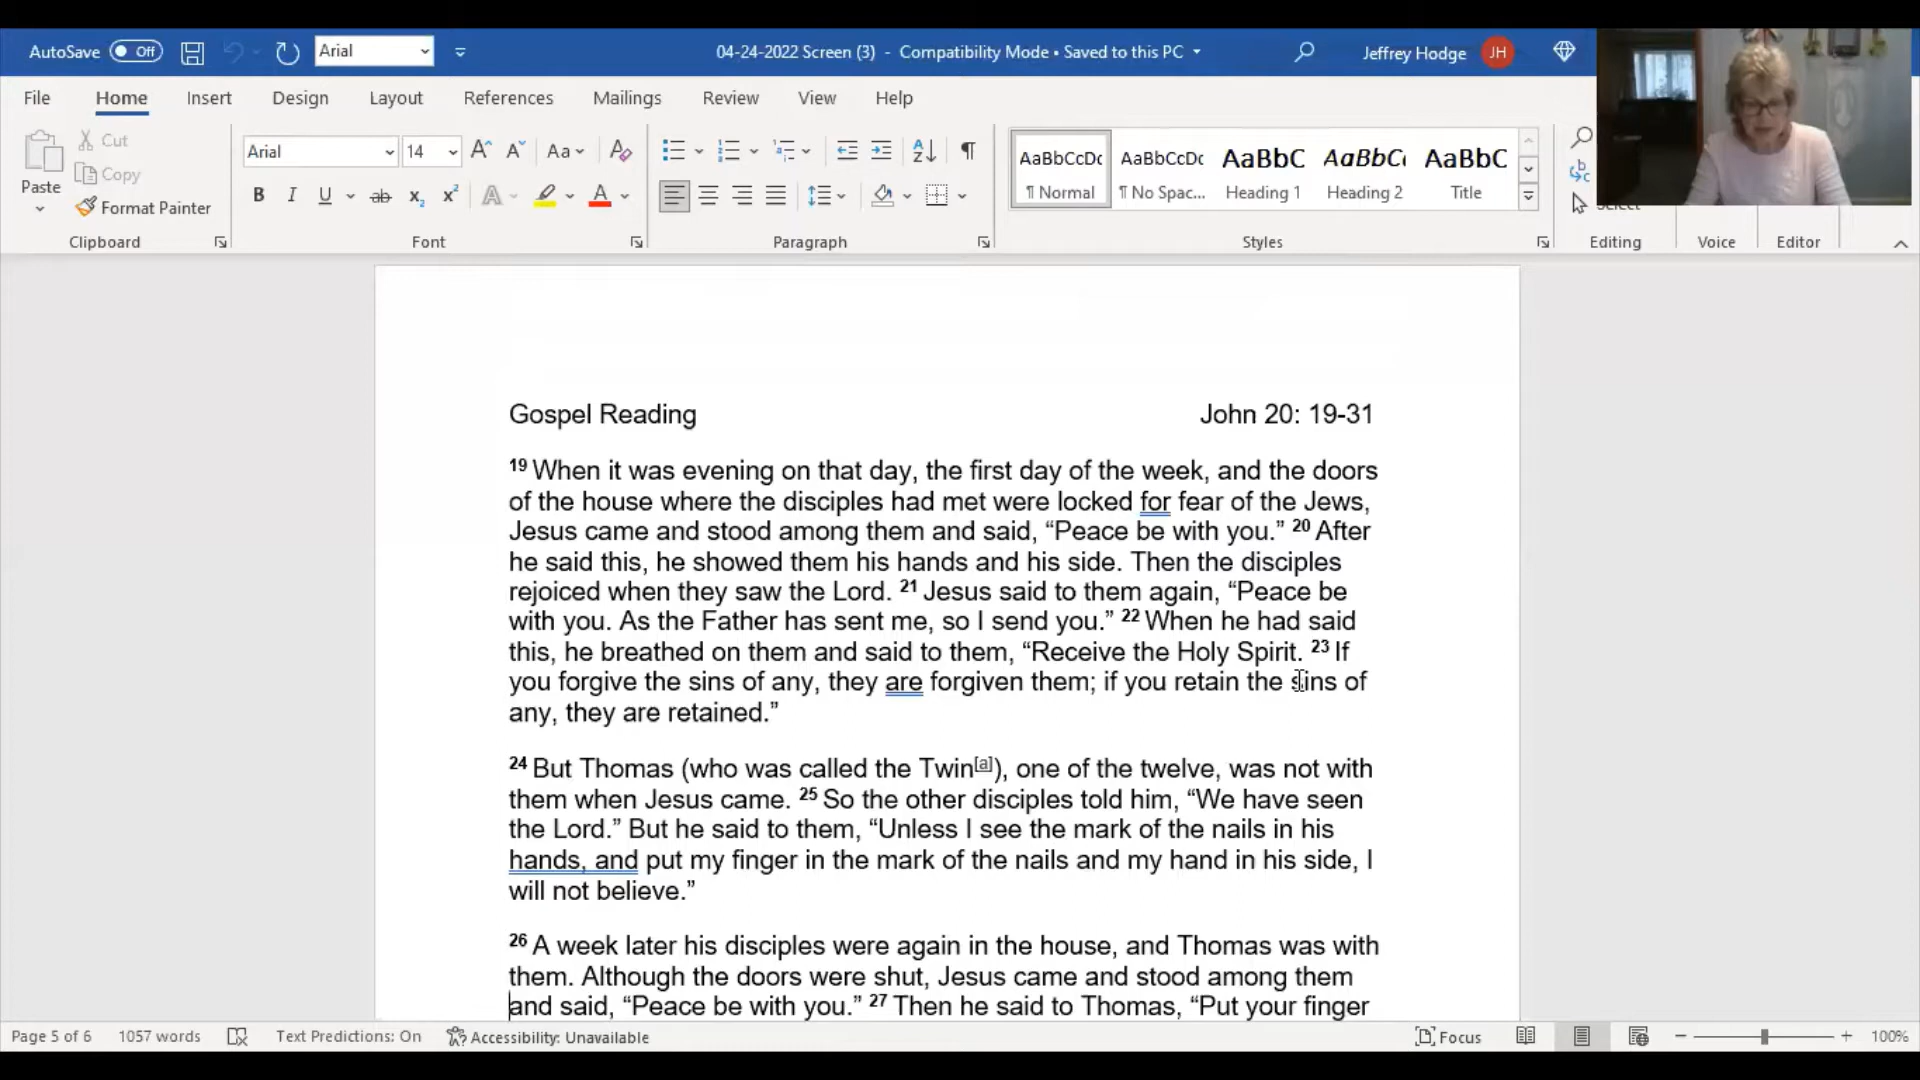 AutoSave Off Arial 04-24-2022 Screen (3) - Compatibility Mode • Saved to this PC Jeffrey Hodge JH
File Home Insert Design Layout References Mailings Review View Help
Paste Cut Copy Format Painter
Arial 14 Aa
AaBbCcDc AaBbCcDc AaBbC AaBbCc AaBbC
¶ Normal ¶ No Spac... Heading 1 Heading 2 Title
Select
Clipboard Font Paragraph Styles Editing Voice Editor
Gospel Reading John 20: 19-31
19 When it was evening on that day, the first day of the week, and the doors
of the house where the disciples had met were locked for fear of the Jews,
Jesus came and stood among them and said, “Peace be with you.” 20 After
he said this, he showed them his hands and his side. Then the disciples
rejoiced when they saw the Lord. 21 Jesus said to them again, “Peace be
with you. As the Father has sent me, so I send you.” 22 When he had said
this, he breathed on them and said to them, “Receive the Holy Spirit. 23 If
you forgive the sins of any, they are forgiven them; if you retain the sins of
any, they are retained.”
24 But Thomas (who was called the Twin[a]), one of the twelve, was not with
them when Jesus came. 25 So the other disciples told him, “We have seen
the Lord.” But he said to them, “Unless I see the mark of the nails in his
hands, and put my finger in the mark of the nails and my hand in his side, I
will not believe.”
26 A week later his disciples were again in the house, and Thomas was with
them. Although the doors were shut, Jesus came and stood among them
and said, “Peace be with you.” 27 Then he said to Thomas, “Put your finger
Page 5 of 6 1057 words Text Predictions: On Accessibility: Unavailable Focus 100%